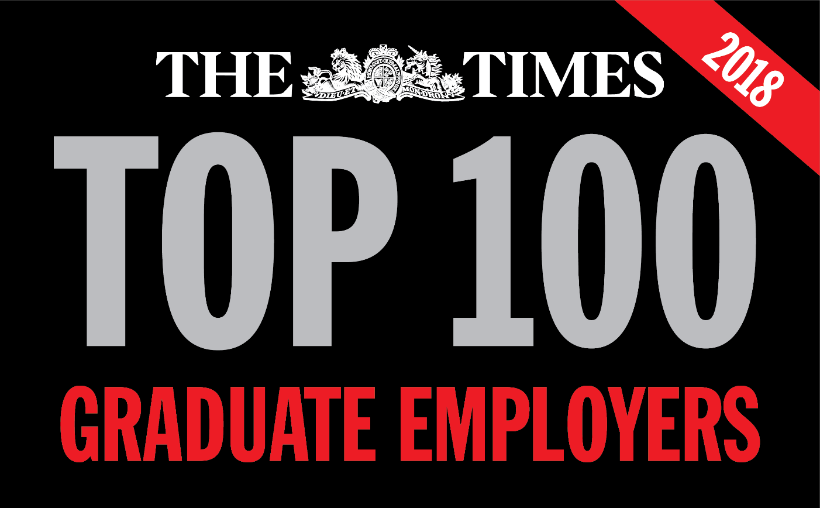 THE TIMES
2018
TOP 100
GRADUATE EMPLOYERS